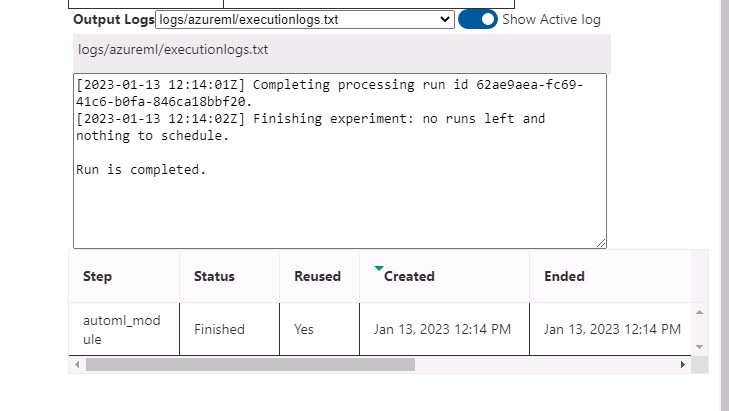 Output Logs logs/azureml/executionlogs.txt Show Active log
logs/azureml/executionlogs.txt
[2023-01-13 12:14:01Z] Completing processing run id 62ae9aea-fc69-
41c6-b0fa-846ca18bbf20.
[2023-01-13 12:14:02Z] Finishing experiment: no runs left and
nothing to schedule.
Run is completed.
Step Status Reused Created Ended
automl_mod
ule
Finished Yes Jan 13, 2023 12:14 PM Jan 13, 2023 12:14 PM